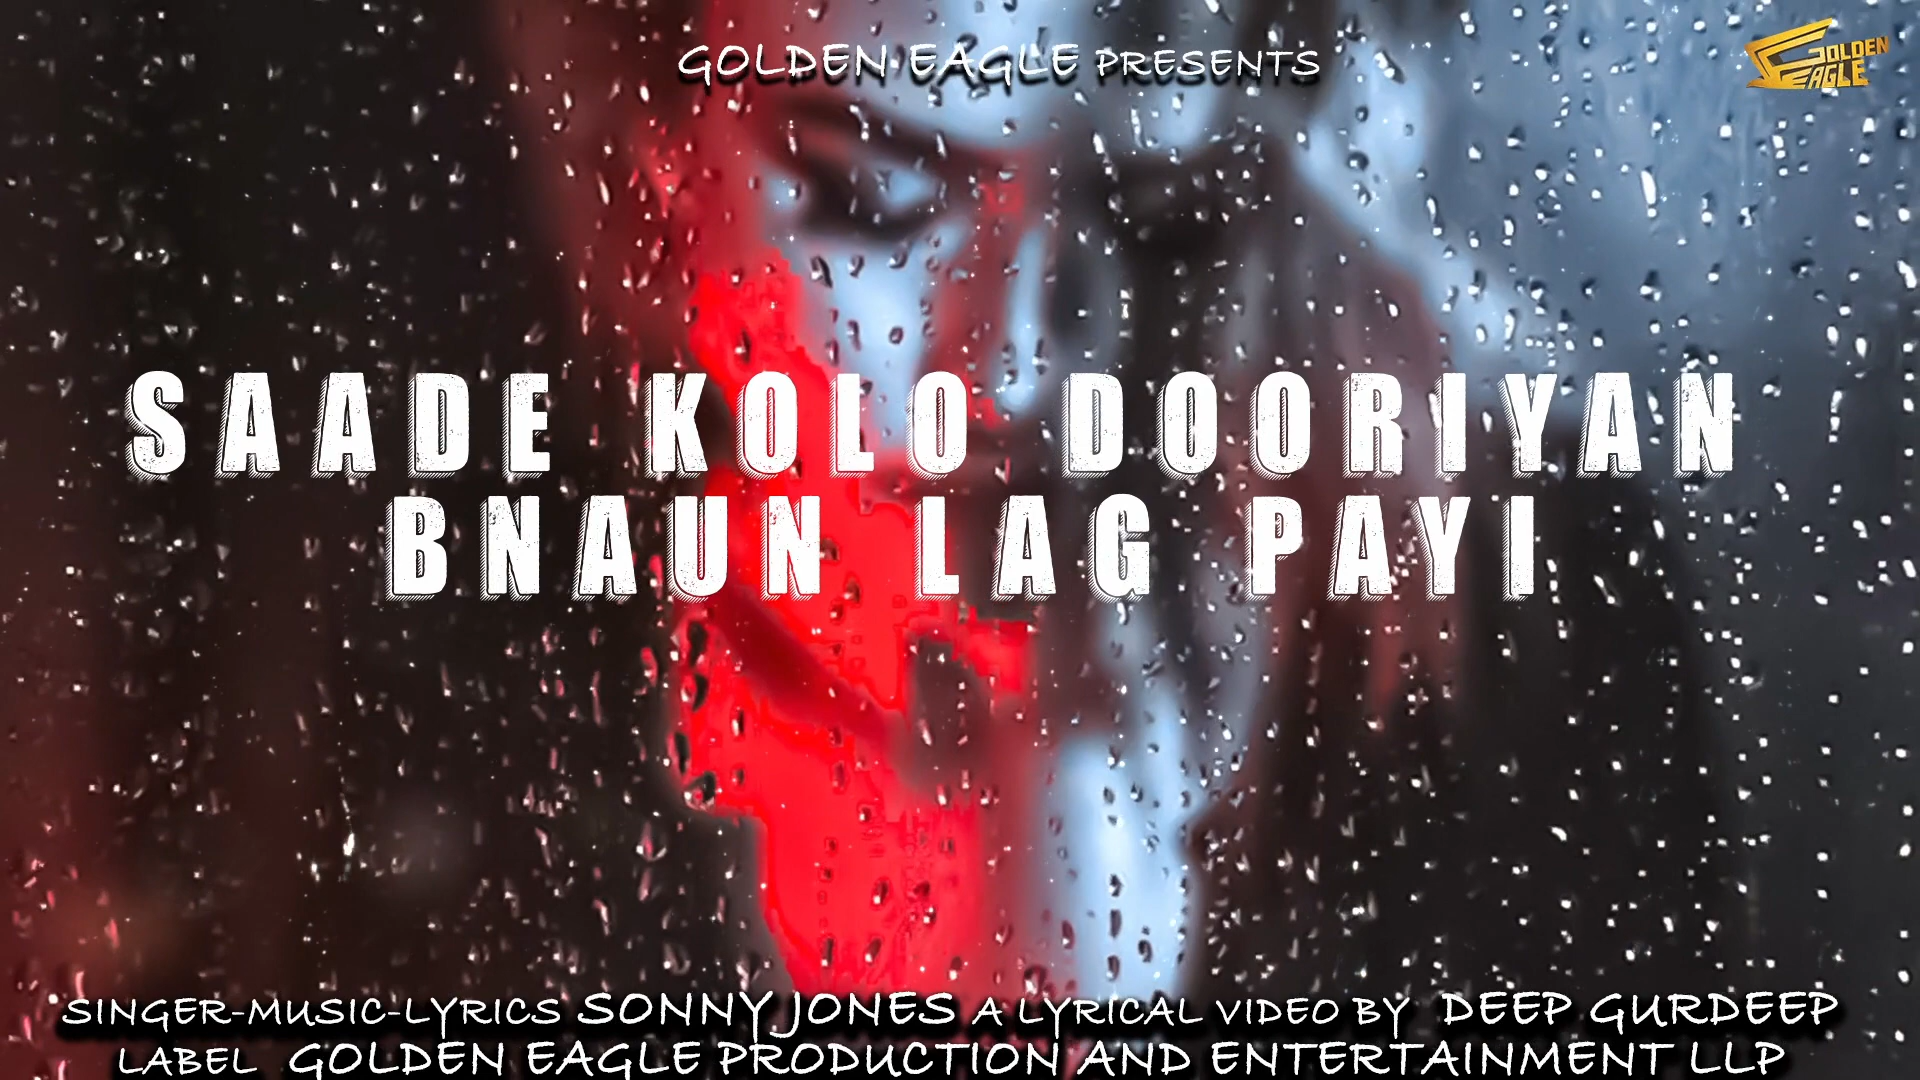 GOLDEN EAGLE PRESENTS
GOLDEN
EAGLE
SAADE KOLO DOORIYAN
BNAUN LAG PAYI
SINGER-MUSIC-LYRICS SONNY JONES A LYRICAL VIDEO BY DEEP GURDEEP
LABEL GOLDEN EAGLE PRODUCTION AND ENTERTAINMENT LLP